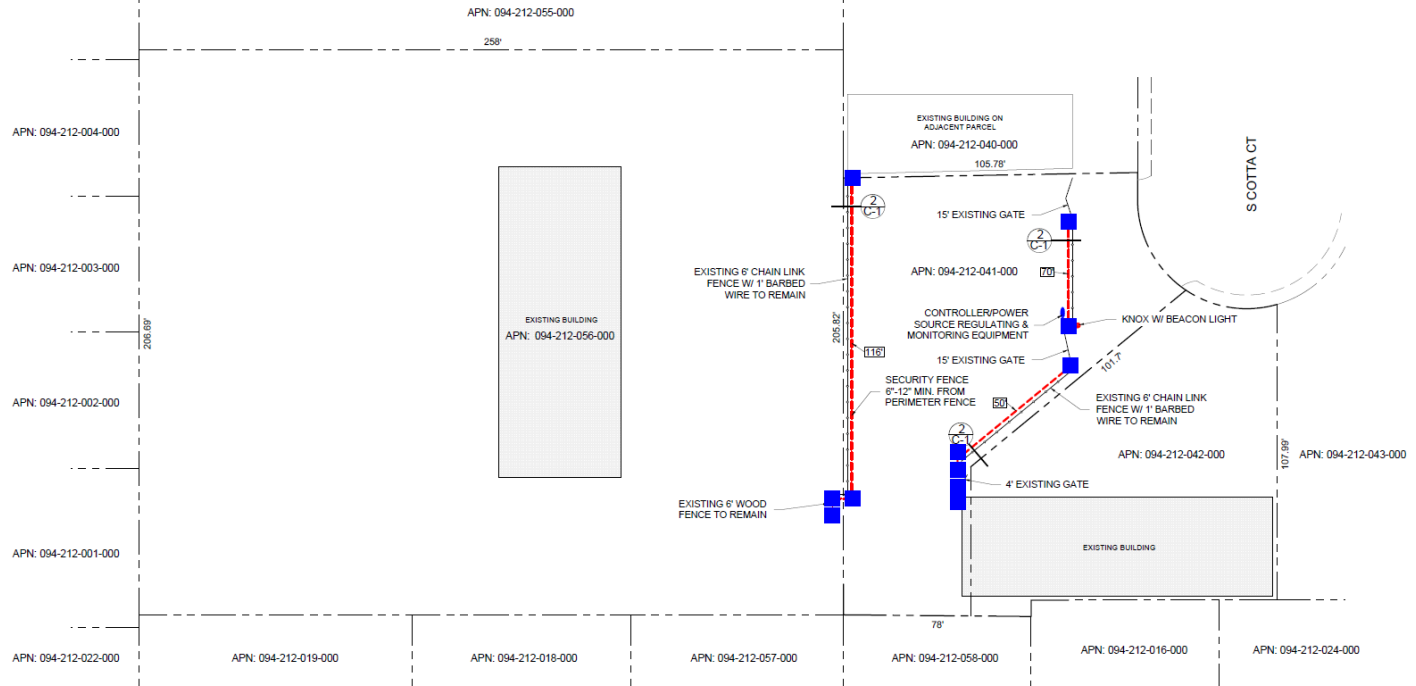 APN: 094-212-055-000
258'
APN: 094-212-004-000
EXISTING BUILDING ON
ADJACENT PARCEL
APN: 094-212-040-000
105.78'
S COTTA CT
2
C-1
15' EXISTING GATE
2
C-1
APN: 094-212-003-000
EXISTING 6' CHAIN LINK
FENCE W/ 1' BARBED
WIRE TO REMAIN
APN: 094-212-041-000
70'
EXISTING BUILDING
APN: 094-212-056-000
206.69'
205.82'
CONTROLLER/POWER
SOURCE REGULATING &
MONITORING EQUIPMENT
KNOX W/ BEACON LIGHT
116'
15' EXISTING GATE
101.7'
SECURITY FENCE
6"-12" MIN. FROM
PERIMETER FENCE
50'
EXISTING 6' CHAIN LINK
FENCE W/ 1' BARBED
WIRE TO REMAIN
APN: 094-212-002-000
2
C-1
APN: 094-212-042-000
107.99'
APN: 094-212-043-000
4' EXISTING GATE
EXISTING 6' WOOD
FENCE TO REMAIN
APN: 094-212-001-000
EXISTING BUILDING
78'
APN: 094-212-022-000
APN: 094-212-019-000
APN: 094-212-018-000
APN: 094-212-057-000
APN: 094-212-058-000
APN: 094-212-016-000
APN: 094-212-024-000